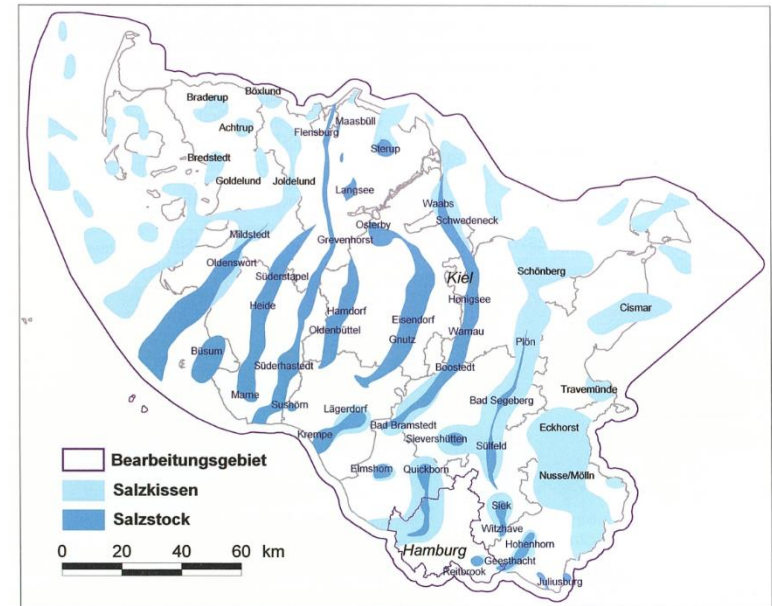 Braderup
Böxlund
Achtrup
Flensburg
Maasbüll
Sterup
Bredstedt
Goldelund
Joldelund
Langsee
Waabs
Schwedeneck
Osterby
Mildstedt
Grevenhorst
Oldenswort
Süderstapel
Kiel
Schönberg
Heide
Hamdorf
Honigsee
Cismar
Oldenbüttel
Eisendorf
Gnutz
Warnau
Plön
Büsum
Süderhastedt
Boostedt
Travemünde
Marne
Sushörn
Lägerdorf
Bad Segeberg
Krempe
Bad Bramstedt
Eckhorst
Sievershütten
Sülfeld
Bearbeitungsgebiet
Elmshorn
Quickborn
Nusse/Mölln
Salzkissen
Siek
Salzstock
Witzhave
Hohenhorn
0 20 40 60 km
Hamburg
Reitbrook
Geesthacht
Juliusburg